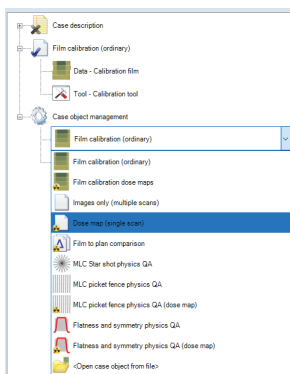 Case description
Film calibration (ordinary)
Data - Calibration film
Tool - Calibration tool
Case object management
Film calibration (ordinary)
Film calibration (ordinary)
Film calibration dose maps
Images only (multiple scans)
Dose map (single scan)
Film to plan comparison
MLC Star shot physics QA
MLC picket fence physics QA
MLC picket fence physics QA (dose map)
Flatness and symmetry physics QA
Flatness and symmetry physics QA (dose map)
<Open case object from file>